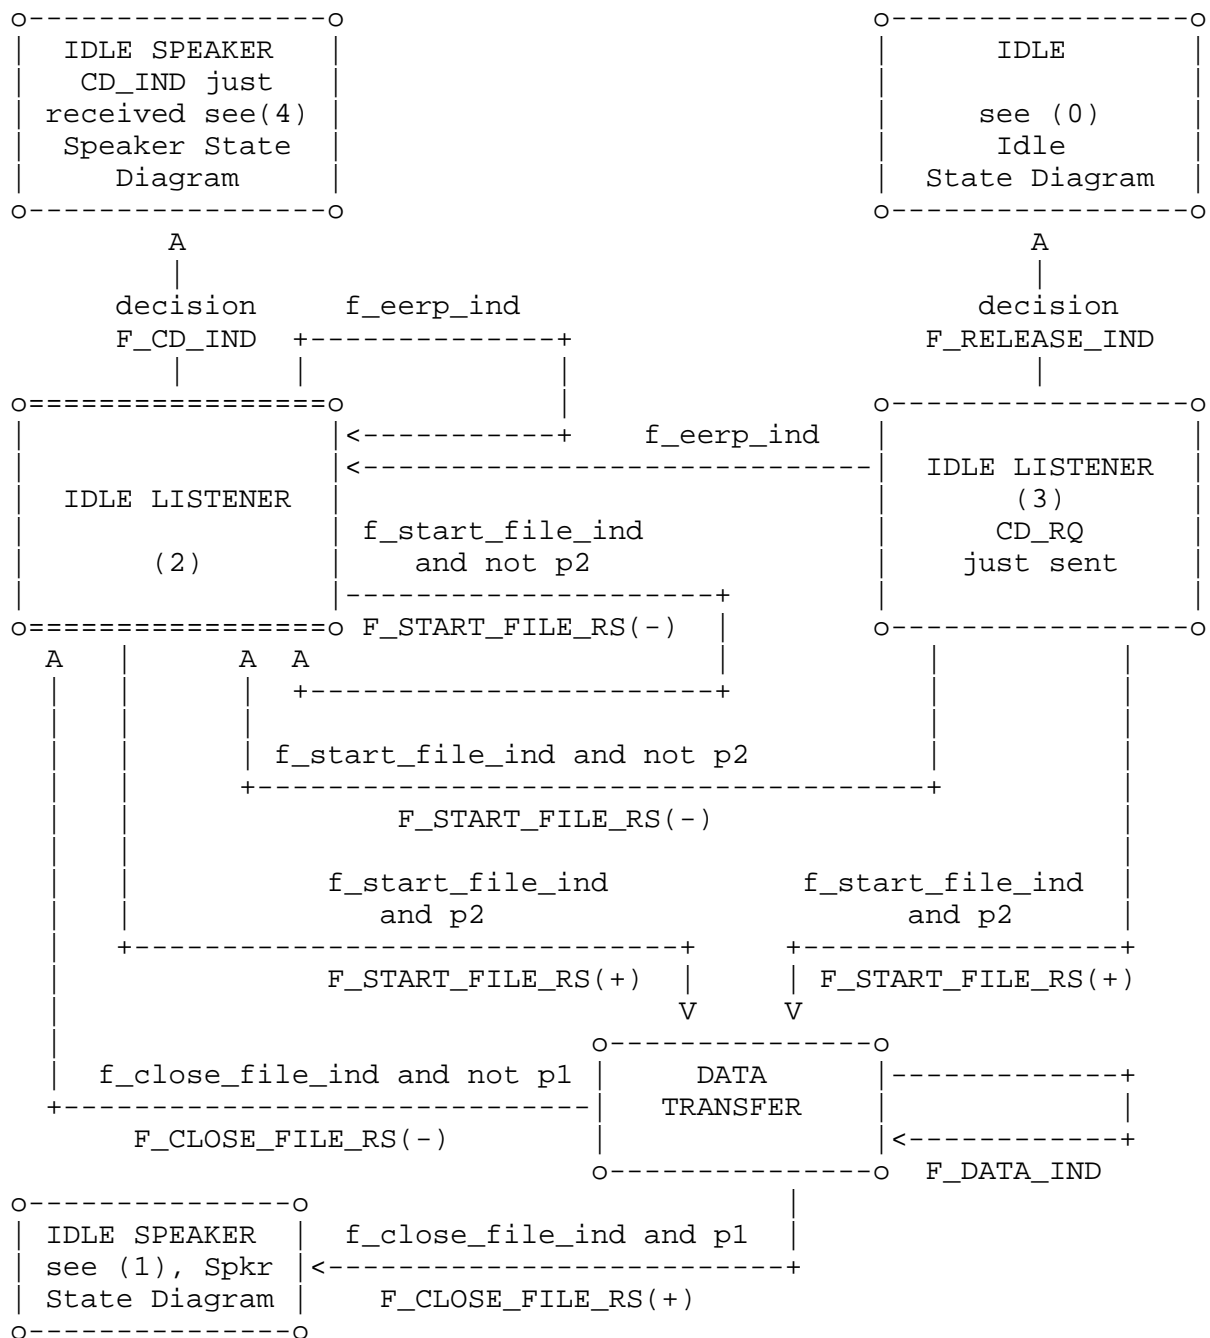 IDLE SPEAKER
CD_IND just
received see(4)
Speaker State
Diagram
IDLE
see (0)
Idle
State Diagram
A
A
decision
F_CD_IND
f_eerp_ind
decision
F_RELEASE_IND
f_eerp_ind
IDLE LISTENER
(2)
IDLE LISTENER
(3)
CD_RQ
just sent
f_start_file_ind
and not p2
F_START_FILE_RS(-)
A
A
A
f_start_file_ind and not p2
F_START_FILE_RS(-)
f_start_file_ind
and p2
F_START_FILE_RS(+)
f_start_file_ind
and p2
F_START_FILE_RS(+)
V
V
f_close_file_ind and not p1
F_CLOSE_FILE_RS(-)
DATA
TRANSFER
F_DATA_IND
IDLE SPEAKER
see (1), Spkr
State Diagram
f_close_file_ind and p1
F_CLOSE_FILE_RS(+)